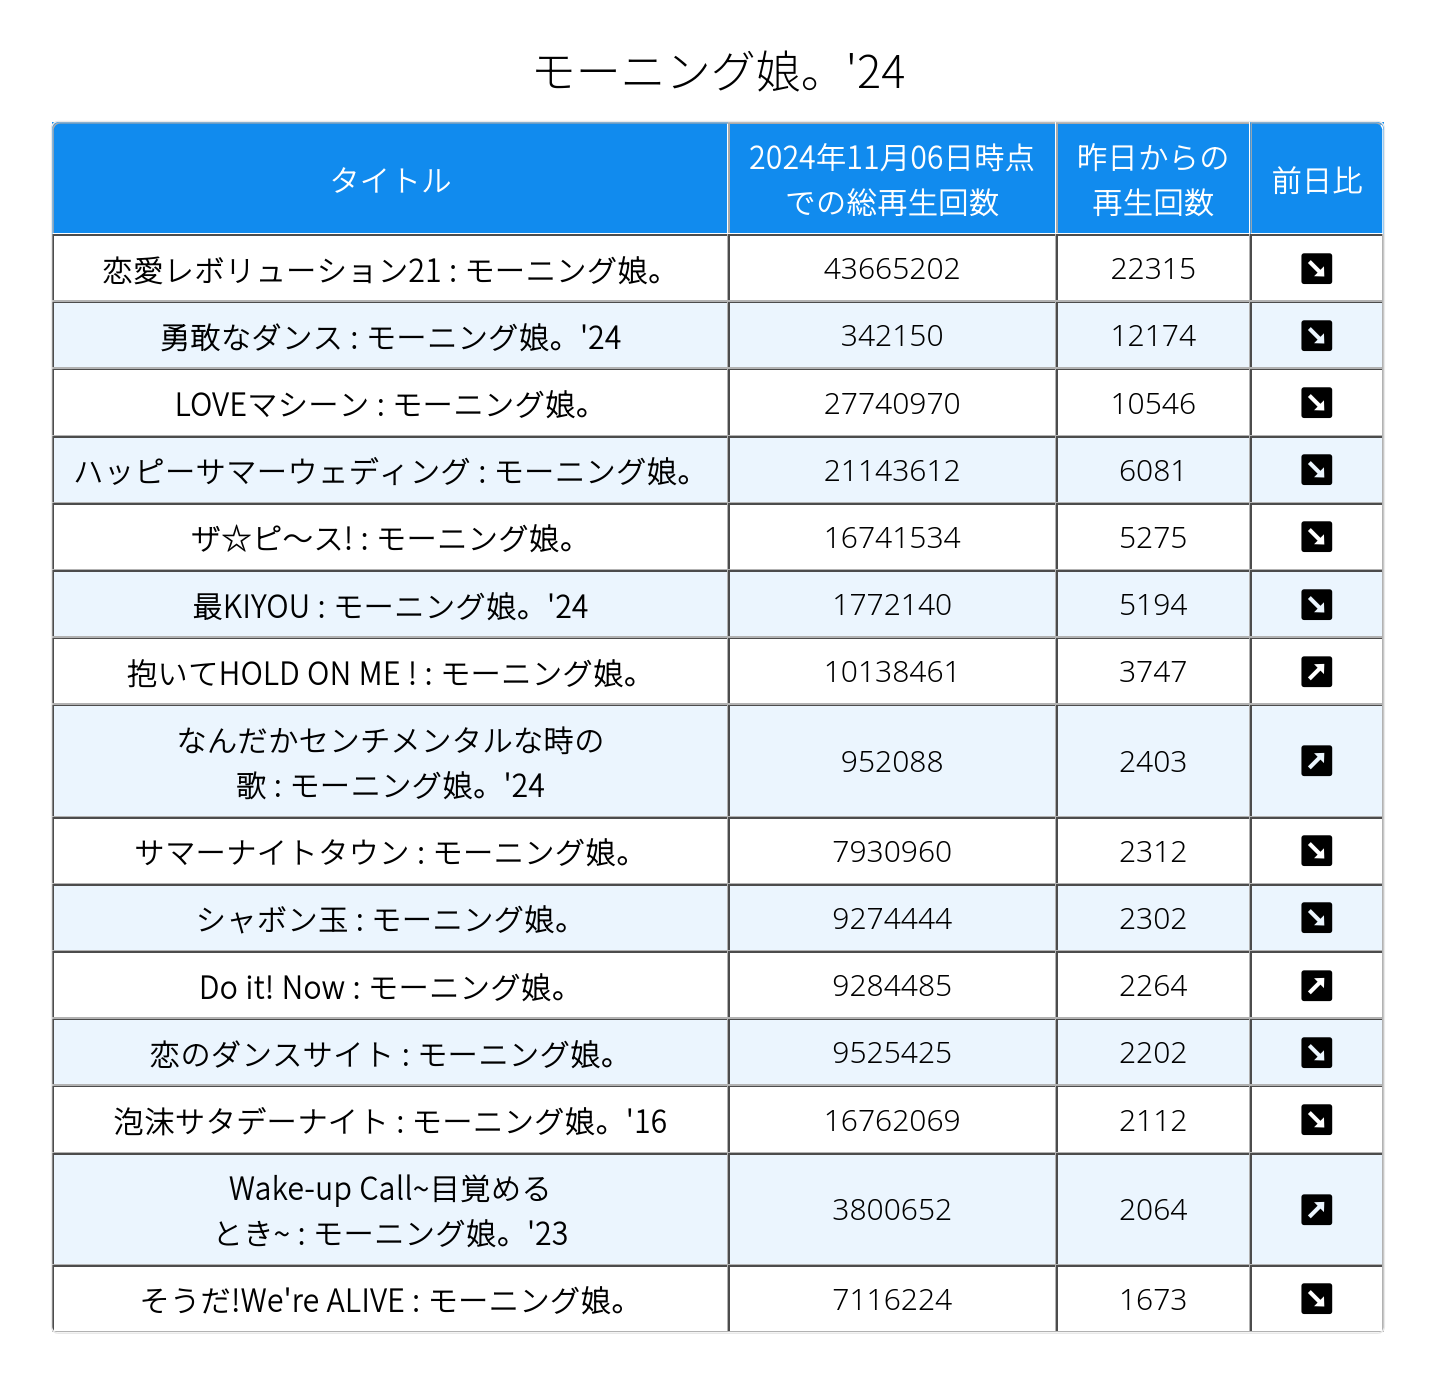 モーニング娘。'24
タイトル
2024年11月06日時点
での総再生回数
昨日からの
再生回数
前日比
恋愛レボリューション21 : モーニング娘。 43665202 22315 ↘
勇敢なダンス : モーニング娘。'24 342150 12174 ↘
LOVEマシーン : モーニング娘。 27740970 10546 ↘
ハッピーサマーウェディング : モーニング娘。 21143612 6081 ↘
ザ☆ピ〜ス! : モーニング娘。 16741534 5275 ↘
最KIYOU : モーニング娘。'24 1772140 5194 ↘
抱いてHOLD ON ME ! : モーニング娘。 10138461 3747 ↗
なんだかセンチメンタルな時の
歌 : モーニング娘。'24 952088 2403 ↗
サマーナイトタウン : モーニング娘。 7930960 2312 ↘
シャボン玉 : モーニング娘。 9274444 2302 ↘
Do it! Now : モーニング娘。 9284485 2264 ↗
恋のダンスサイト : モーニング娘。 9525425 2202 ↘
泡沫サタデーナイト : モーニング娘。'16 16762069 2112 ↘
Wake-up Call~目覚める
とき~ : モーニング娘。'23 3800652 2064 ↗
そうだ!We're ALIVE : モーニング娘。 7116224 1673 ↘